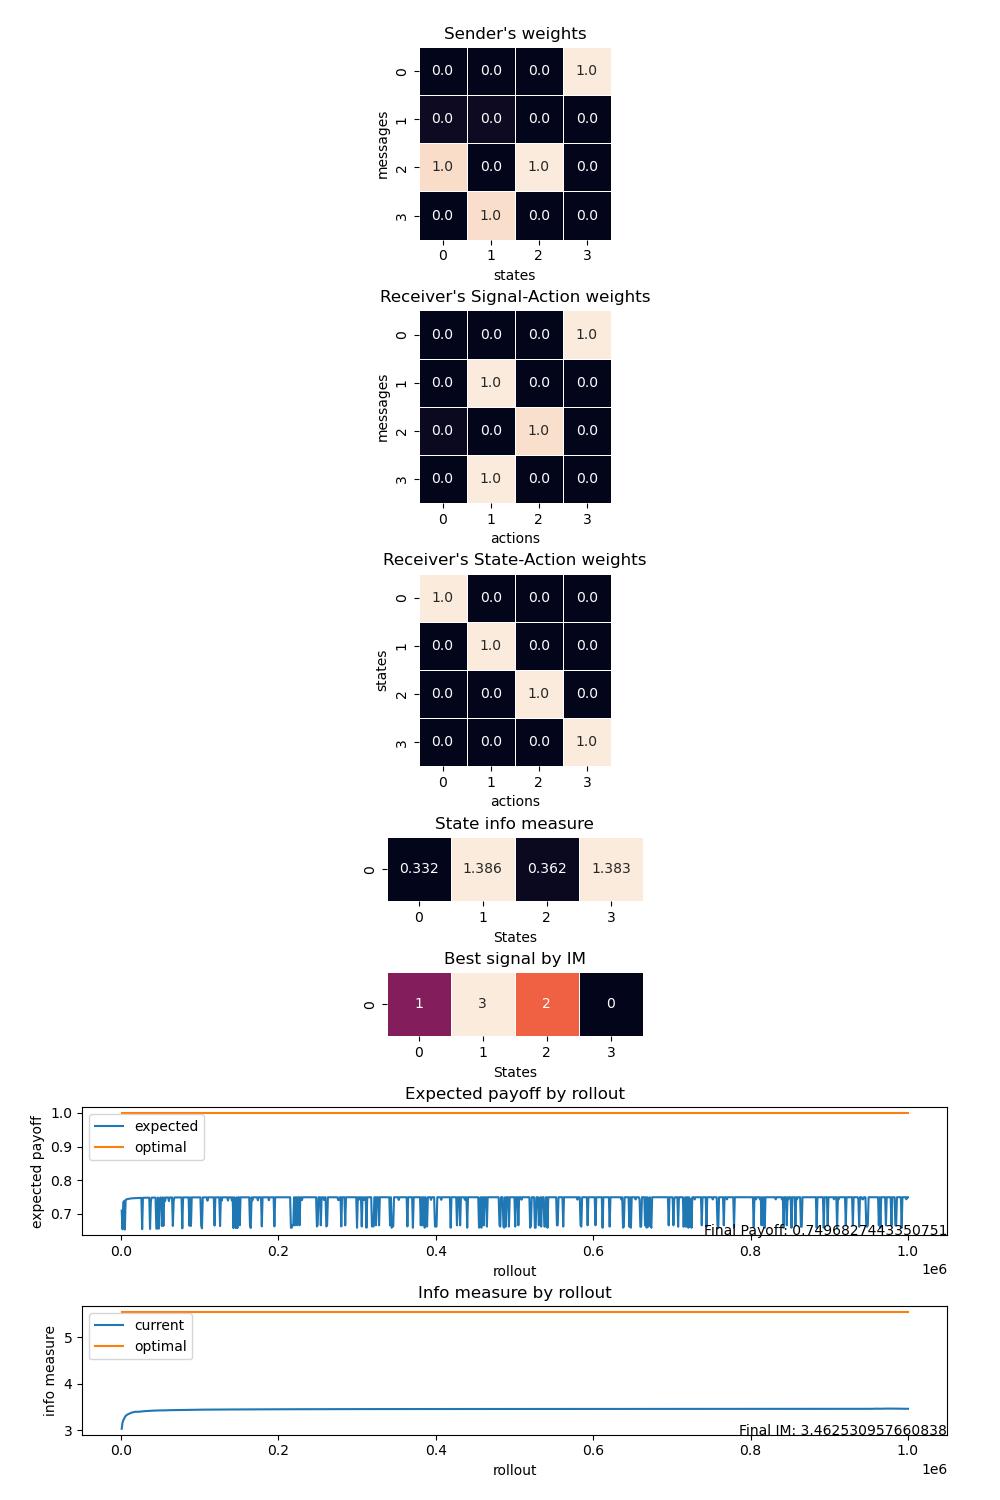 Sender's weights
messages
0 0.0 0.0 0.0 1.0
1 0.0 0.0 0.0 0.0
2 1.0 0.0 1.0 0.0
3 0.0 1.0 0.0 0.0
0 1 2 3
states
Receiver's Signal-Action weights
messages
0 0.0 0.0 0.0 1.0
1 0.0 1.0 0.0 0.0
2 0.0 0.0 1.0 0.0
3 0.0 1.0 0.0 0.0
0 1 2 3
actions
Receiver's State-Action weights
states
0 1.0 0.0 0.0 0.0
1 0.0 1.0 0.0 0.0
2 0.0 0.0 1.0 0.0
3 0.0 0.0 0.0 1.0
0 1 2 3
actions
State info measure
0 0.332 1.386 0.362 1.383
0 1 2 3
States
Best signal by IM
0 1 3 2 0
0 1 2 3
States
Expected payoff by rollout
expected payoff
1.0
0.9
0.8
0.7
expected
optimal
Final Payoff: 0.7496827443350751
0.0 0.2 0.4 0.6 0.8 1.0
1e6
rollout
Info measure by rollout
info measure
5
4
3
current
optimal
Final IM: 3.462530957660838
0.0 0.2 0.4 0.6 0.8 1.0
1e6
rollout